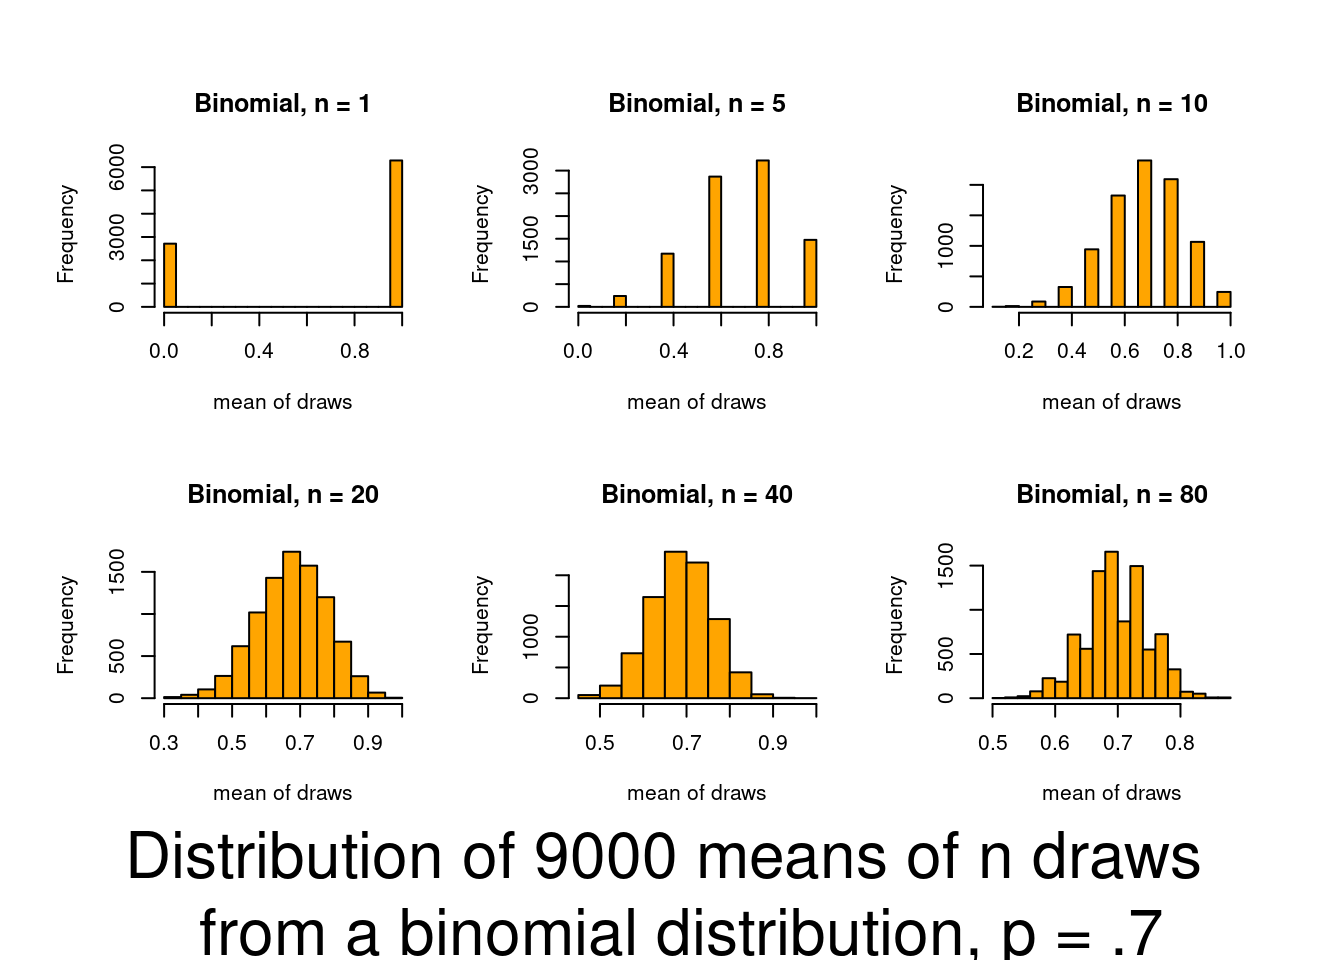 Binomial, n = 1
Frequency
6000
3000
0
0.0 0.4 0.8
mean of draws
Binomial, n = 5
Frequency
3000
1500
0
0.0 0.4 0.8
mean of draws
Binomial, n = 10
Frequency
1000
0
0.2 0.4 0.6 0.8 1.0
mean of draws
Binomial, n = 20
Frequency
1500
500
0
0.3 0.5 0.7 0.9
mean of draws
Binomial, n = 40
Frequency
1000
0
0.5 0.7 0.9
mean of draws
Binomial, n = 80
Frequency
1500
500
0
0.5 0.6 0.7 0.8
mean of draws
Distribution of 9000 means of n draws
from a binomial distribution, p = .7